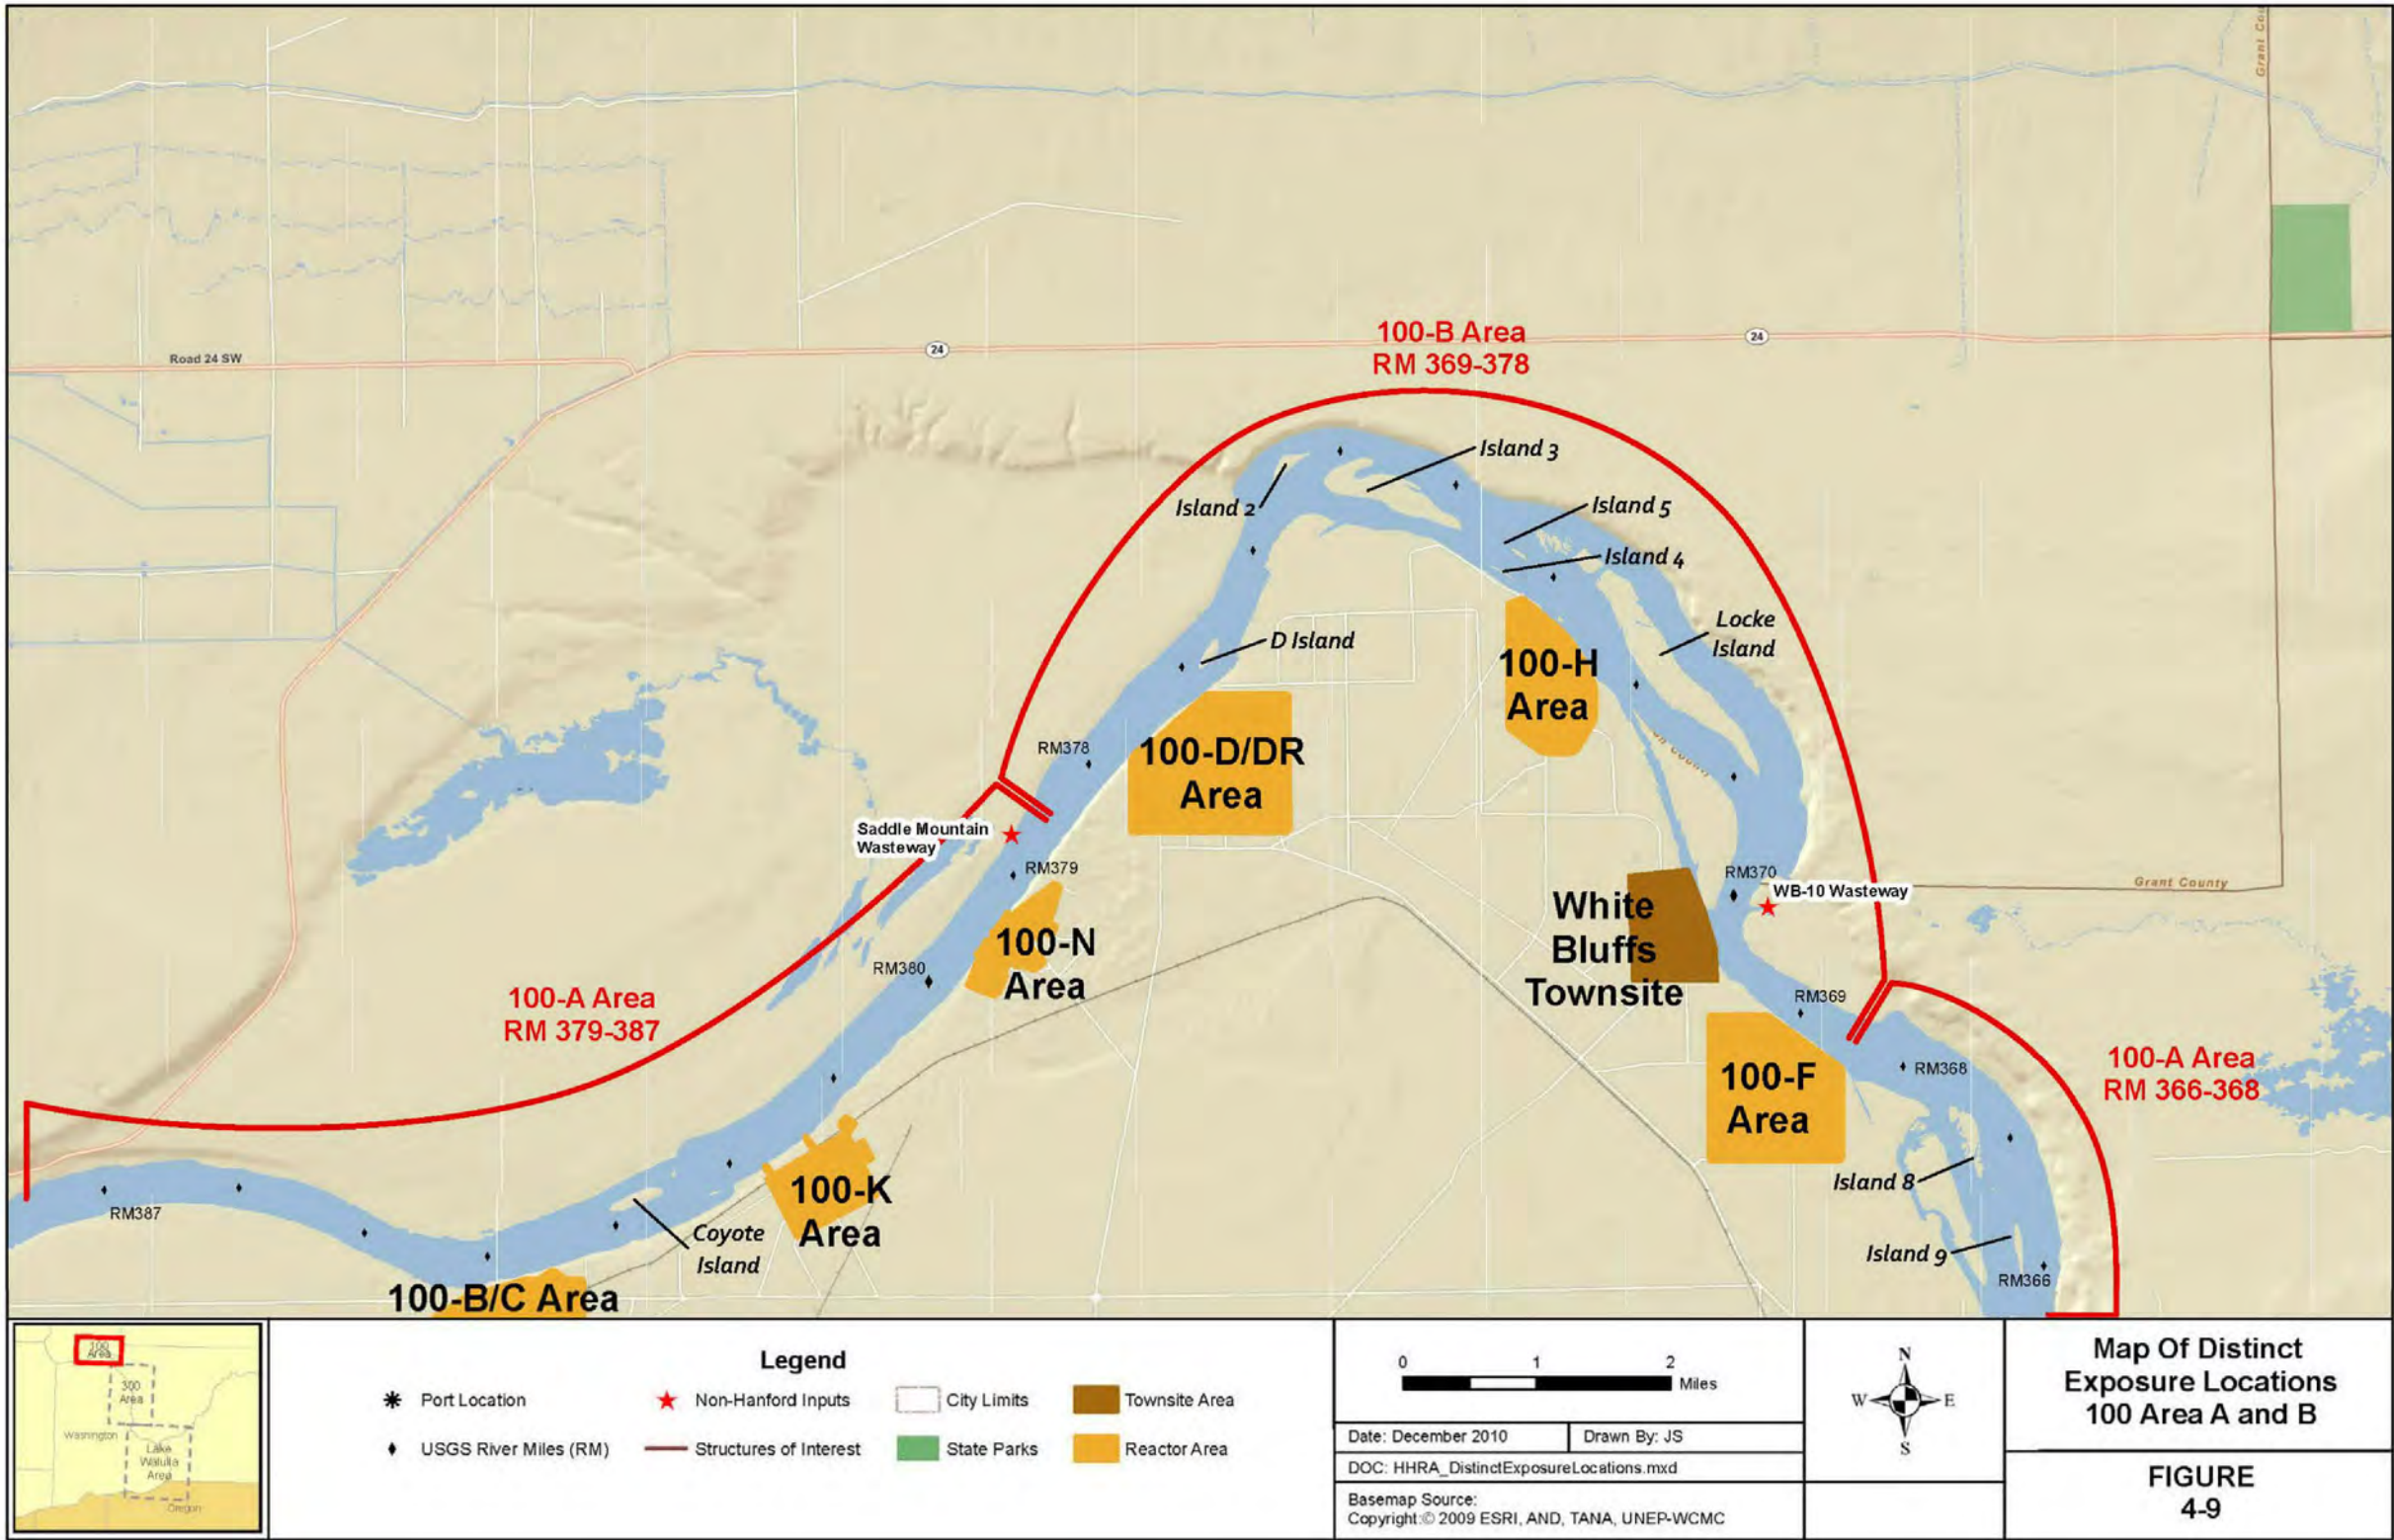 Grant Cou
Road 24 SW
24
24
100-B Area
RM 369-378
Island 3
Island 2
Island 5
Island 4
Locke
Island
D Island
100-H
Area
RM378
100-D/DR
Area
Saddle Mountain
Wasteway
RM379
County
RM370
WB-10 Wasteway
Grant County
White
Bluffs
Townsite
100-N
Area
RM380
100-A Area
RM 379-387
RM369
100-F
Area
RM368
100-A Area
RM 366-368
100-K
Area
RM387
Coyote
Island
Island 8
Island 9
RM366
100-B/C Area
100
Area
300
Area
Washington
Lake
Wallula
Area
Oregon
Legend
Port Location
Non-Hanford Inputs
City Limits
Townsite Area
USGS River Miles (RM)
Structures of Interest
State Parks
Reactor Area
0 1 2
Miles
Date: December 2010
Drawn By: JS
DOC: HHRA_DistinctExposureLocations.mxd
Basemap Source:
Copyright:© 2009 ESRI, AND, TANA, UNEP-WCMC
N
W E
S
Map Of Distinct
Exposure Locations
100 Area A and B
FIGURE
4-9